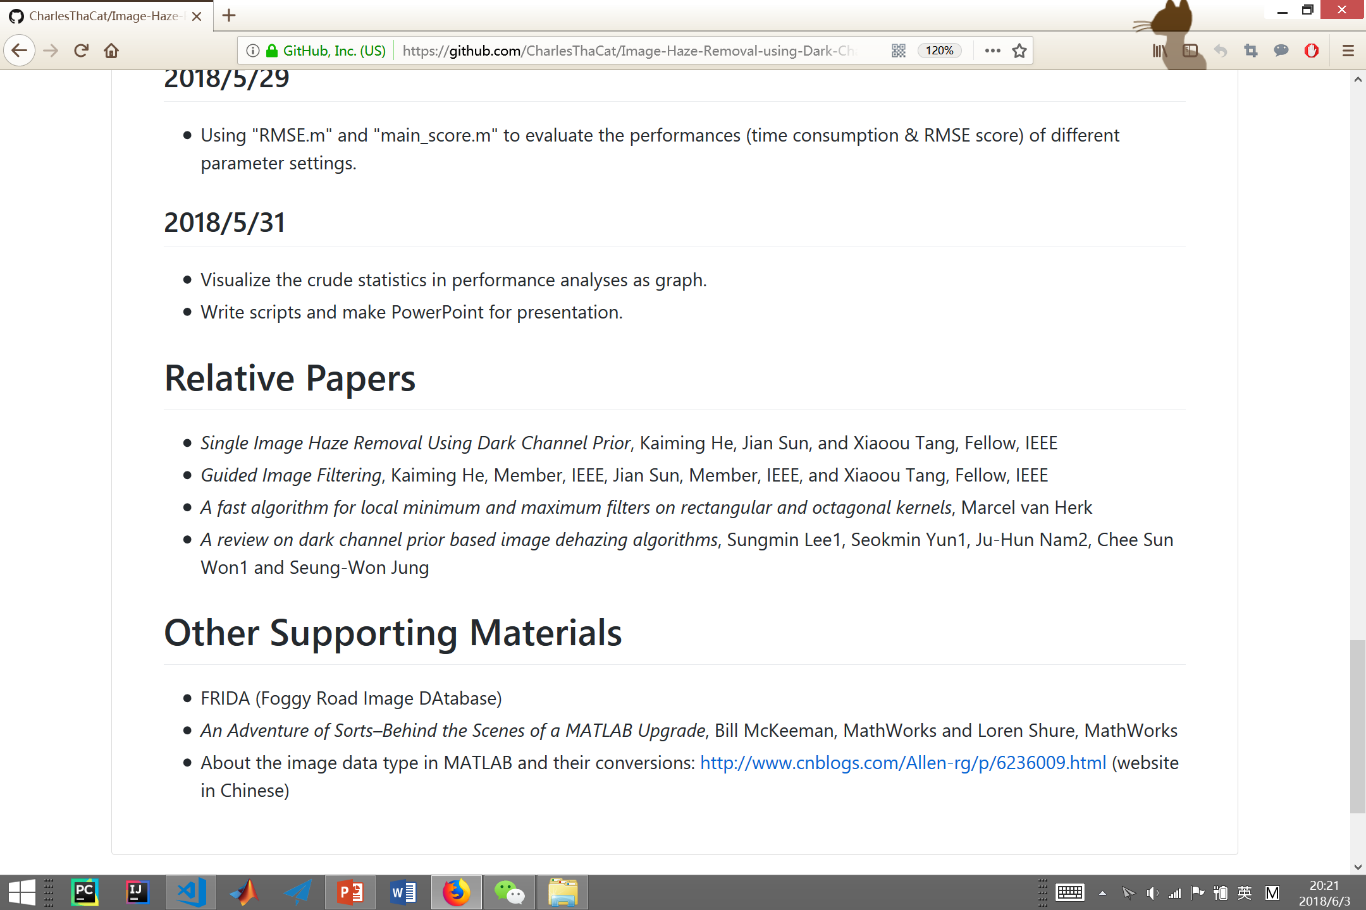 CharlesThaCat/Image-Haze-
GitHub, Inc. (US)
https://github.com/CharlesThaCat/Image-Haze-Removal-using-Dark-Ch
120%
2018/5/29
Using "RMSE.m" and "main_score.m" to evaluate the performances (time consumption & RMSE score) of different
parameter settings.
2018/5/31
Visualize the crude statistics in performance analyses as graph.
Write scripts and make PowerPoint for presentation.
Relative Papers
Single Image Haze Removal Using Dark Channel Prior, Kaiming He, Jian Sun, and Xiaoou Tang, Fellow, IEEE
Guided Image Filtering, Kaiming He, Member, IEEE, Jian Sun, Member, IEEE, and Xiaoou Tang, Fellow, IEEE
A fast algorithm for local minimum and maximum filters on rectangular and octagonal kernels, Marcel van Herk
A review on dark channel prior based image dehazing algorithms, Sungmin Lee1, Seokmin Yun1, Ju-Hun Nam2, Chee Sun
Won1 and Seung-Won Jung
Other Supporting Materials
FRIDA (Foggy Road Image DAtabase)
An Adventure of Sorts–Behind the Scenes of a MATLAB Upgrade, Bill McKeeman, MathWorks and Loren Shure, MathWorks
About the image data type in MATLAB and their conversions: http://www.cnblogs.com/Allen-rg/p/6236009.html (website
in Chinese)
PC
IJ
P
W
英
M
20:21
2018/6/3